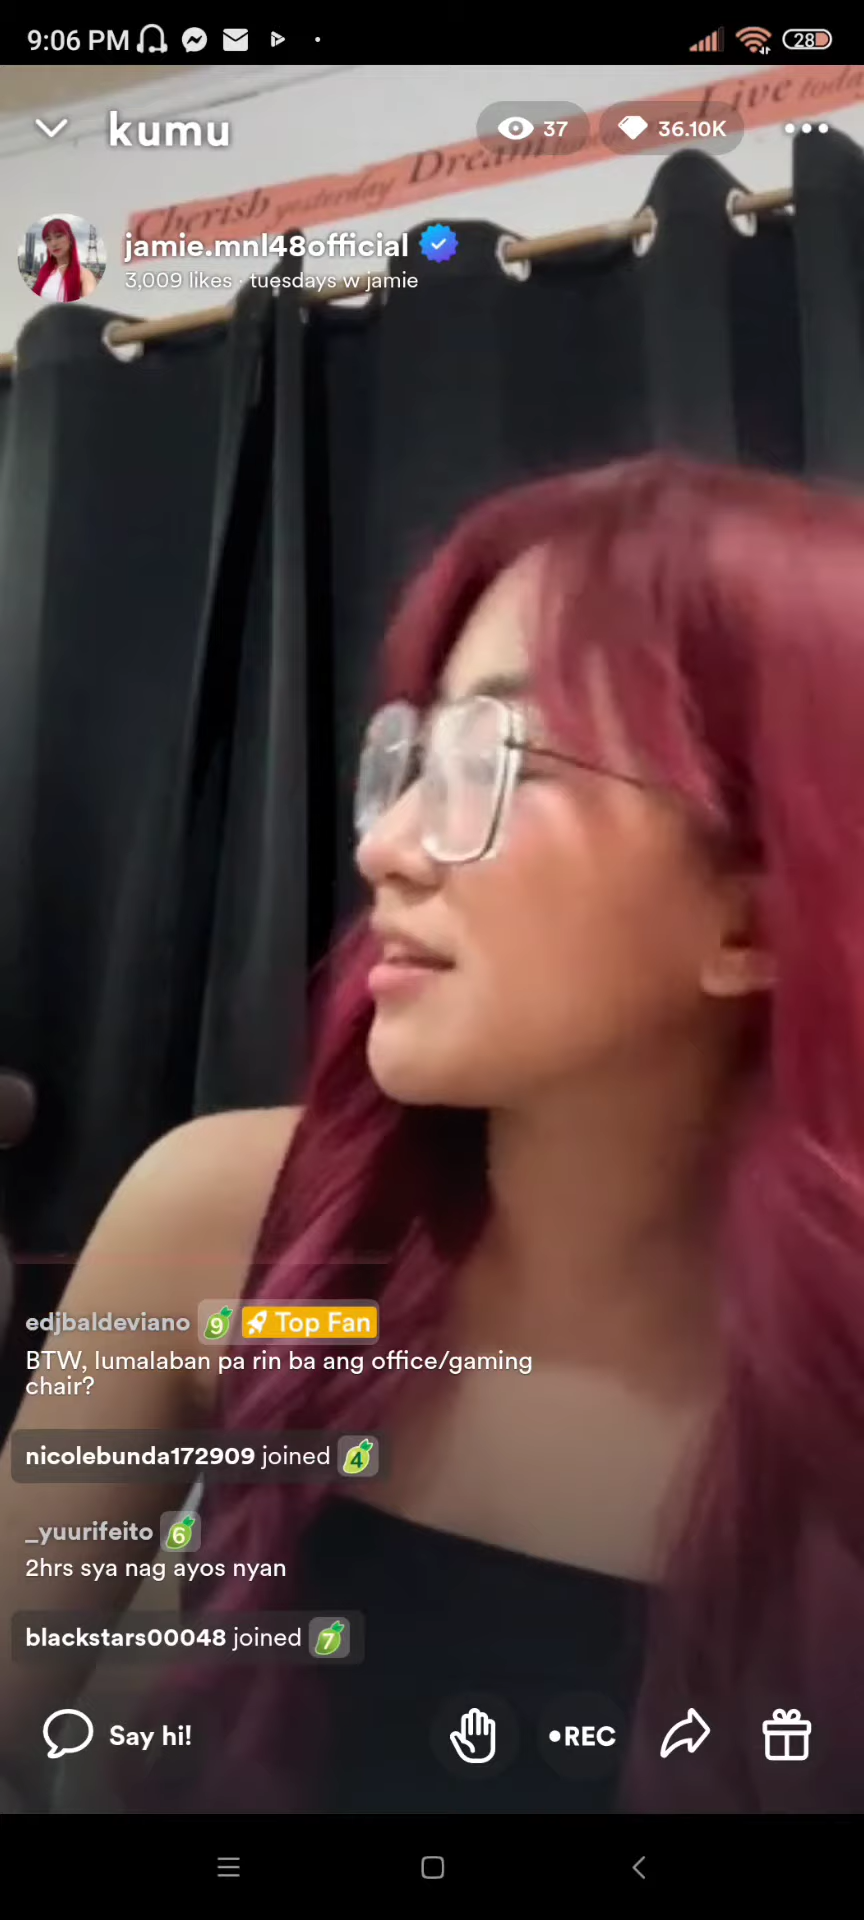 9:06 PM
28
kumu
37
36.10K
Cherish yesterday Dream Live today
jamie.mnl48official
3,009 likes · tuesdays w jamie
edjbaldeviano 9 Top Fan
BTW, lumalaban pa rin ba ang office/gaming
chair?
nicolebunda172909 joined 4
_yuurifeito 6
2hrs sya nag ayos nyan
blackstars00048 joined 7
Say hi!
•REC